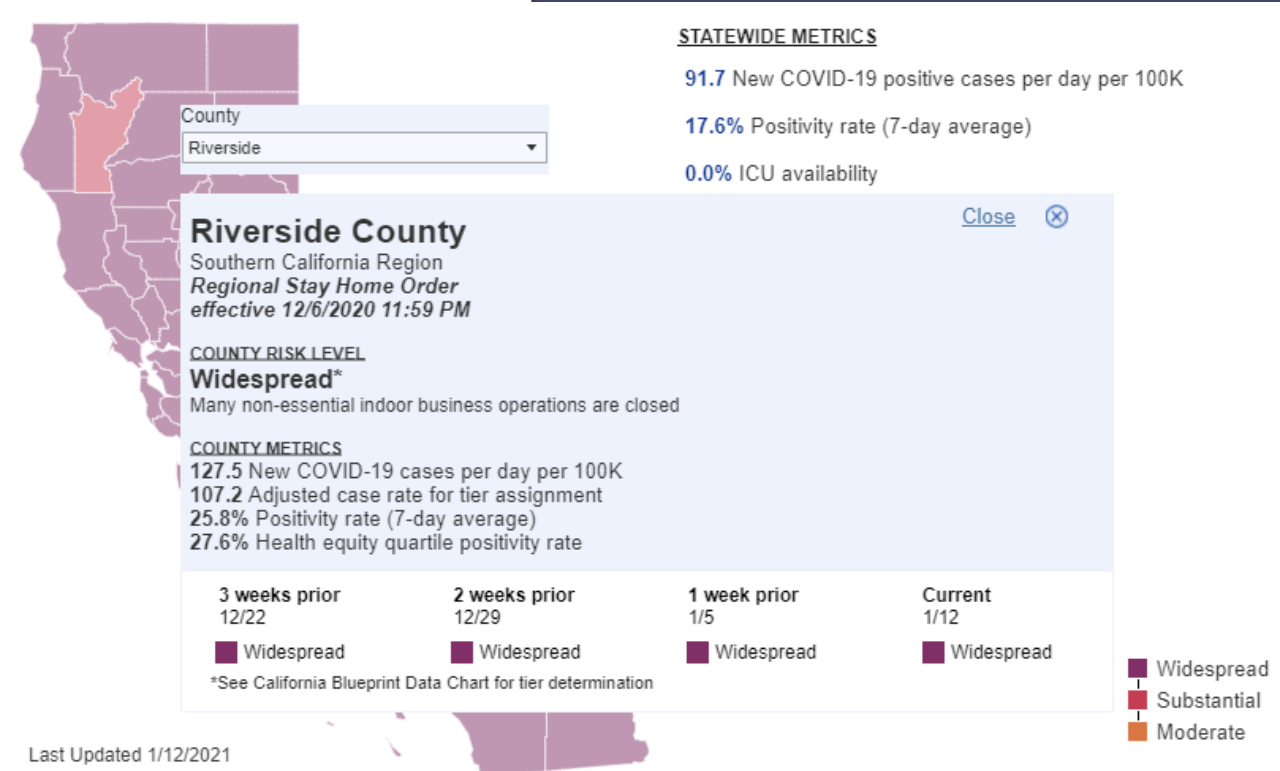 STATEWIDE METRICS
91.7 New COVID-19 positive cases per day per 100K
17.6% Positivity rate (7-day average)
0.0% ICU availability
County
Riverside
Close
Riverside County
Southern California Region
Regional Stay Home Order
effective 12/6/2020 11:59 PM
COUNTY RISK LEVEL
Widespread*
Many non-essential indoor business operations are closed
COUNTY METRICS
127.5 New COVID-19 cases per day per 100K
107.2 Adjusted case rate for tier assignment
25.8% Positivity rate (7-day average)
27.6% Health equity quartile positivity rate
3 weeks prior 2 weeks prior 1 week prior Current
12/22 12/29 1/5 1/12
Widespread Widespread Widespread Widespread
*See California Blueprint Data Chart for tier determination
Widespread
Substantial
Moderate
Last Updated 1/12/2021